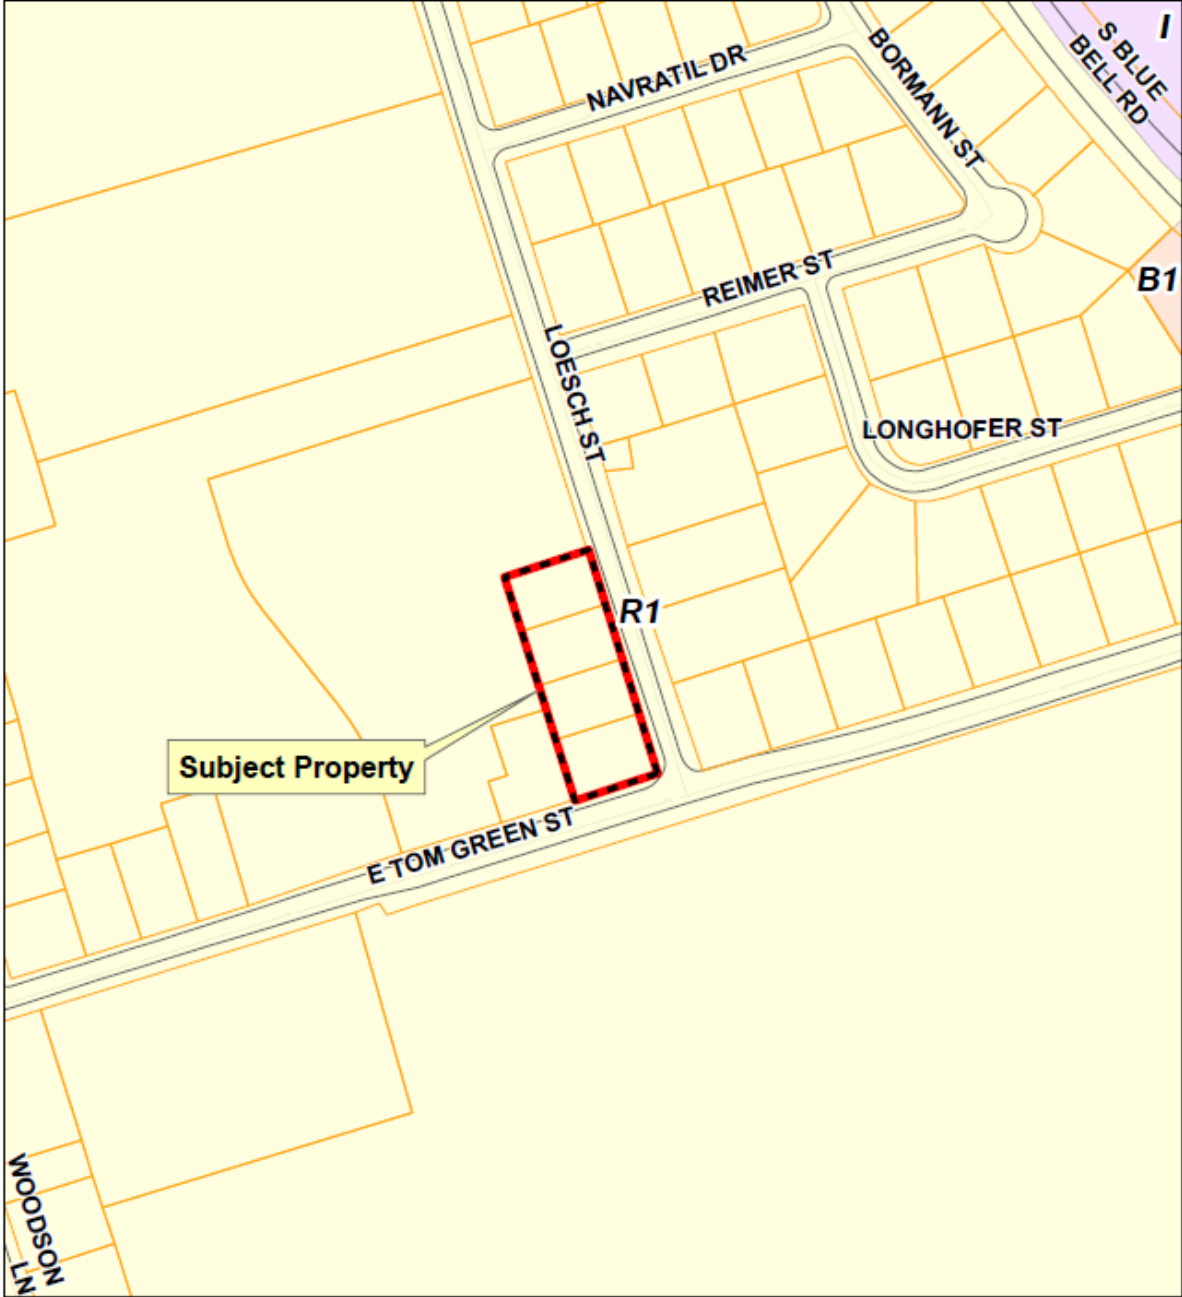 I
S BLUE
BELL RD
BORMANN ST
NAVRATIL DR
REIMER ST
B1
LOESCH ST
LONGHOFER ST
R1
Subject Property
E TOM GREEN ST
WOODSON
LN